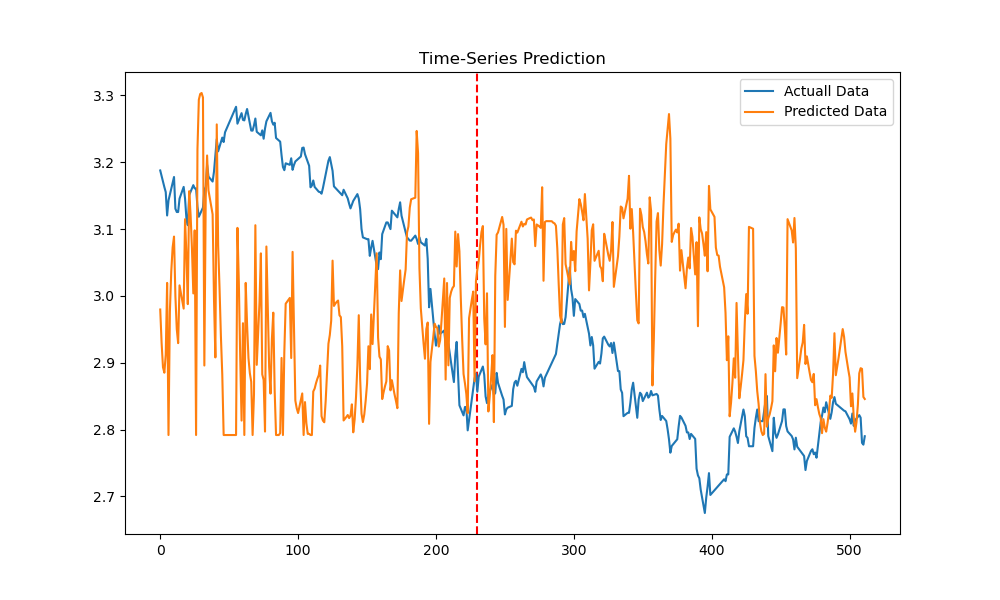 Time-Series Prediction
Actuall Data
Predicted Data
3.3
3.2
3.1
3.0
2.9
2.8
2.7
0 100 200 300 400 500